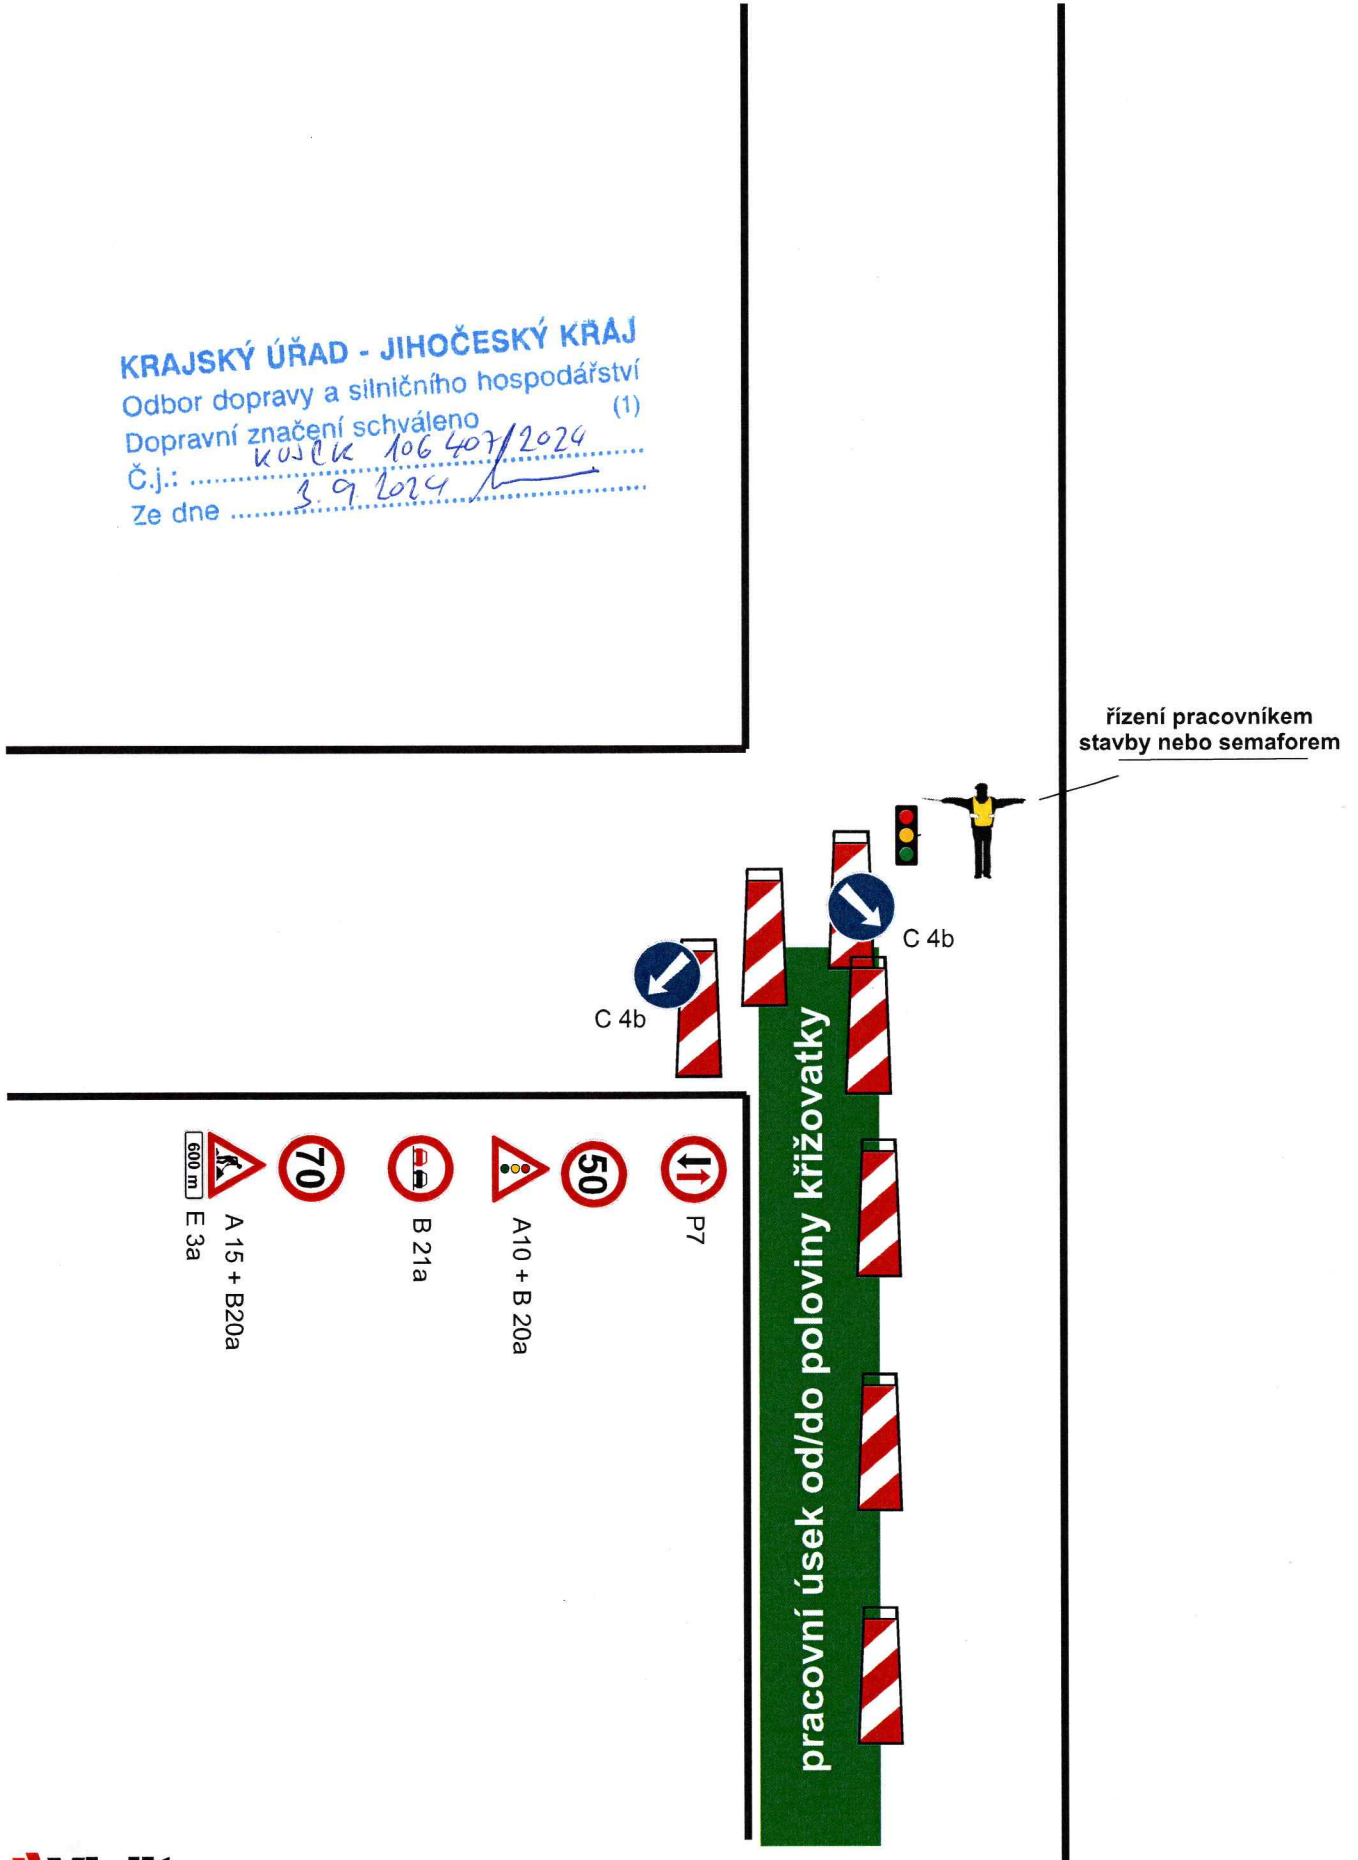 KRAJSKÝ ÚŘAD - JIHOČESKÝ KRAJ
Odbor dopravy a silničního hospodářství
Dopravní značení schváleno (1)
Č.j.: KUJCK 106 407/2024
Ze dne 3. 9. 2024
řízení pracovníkem
stavby nebo semaforem
C 4b
C 4b
pracovní úsek od/do poloviny křižovatky
600 m
E 3a
A 15 + B20a
70
B 21a
A10 + B 20a
50
P7